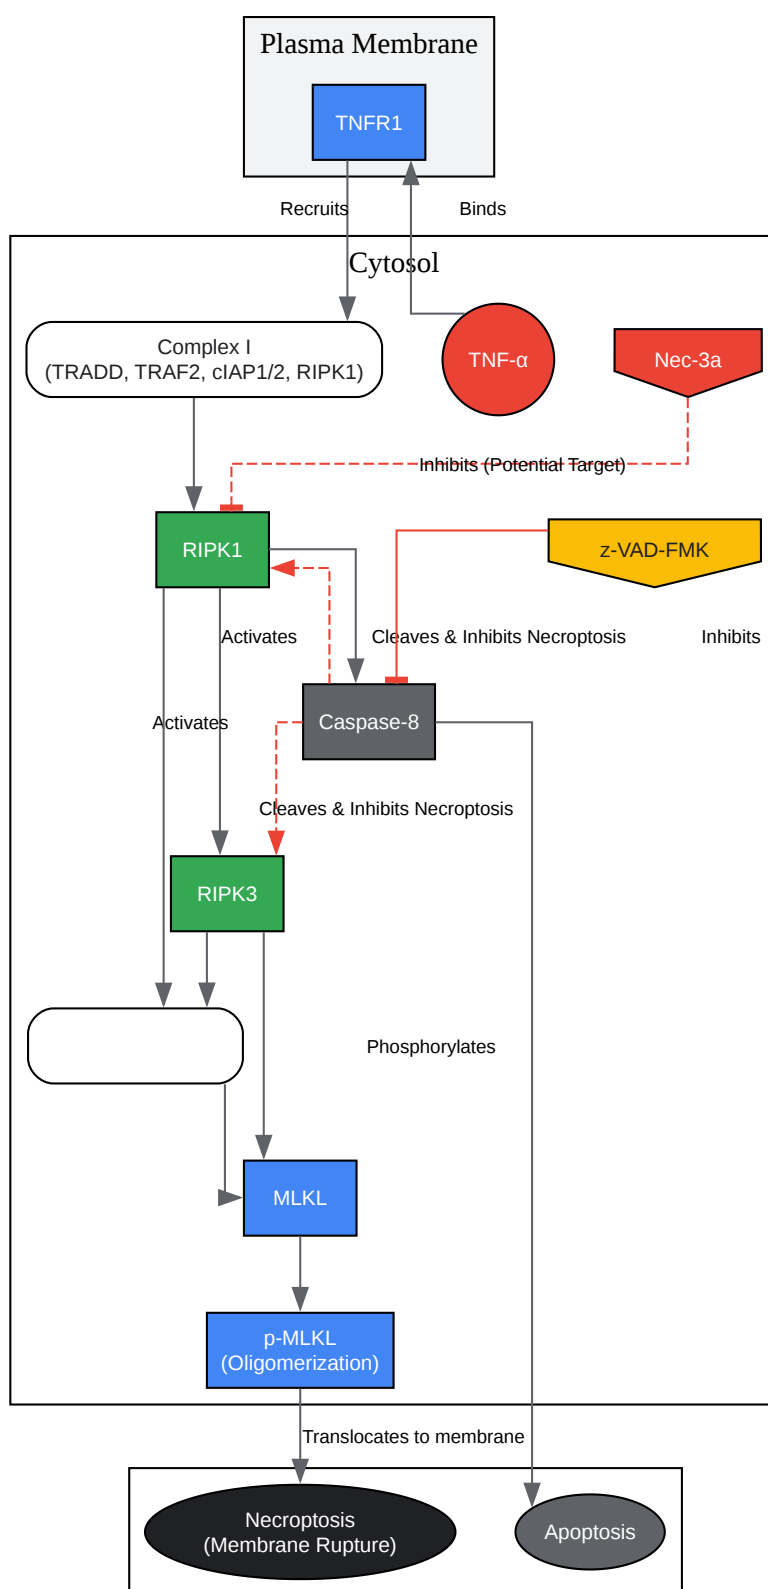 Plasma Membrane
TNFR1
Recruits
Binds
Cytosol
Complex I
(TRADD, TRAF2, cIAP1/2, RIPK1)
TNF-α
Nec-3a
Inhibits (Potential Target)
RIPK1
z-VAD-FMK
Activates
Cleaves & Inhibits Necroptosis
Inhibits
Activates
Caspase-8
Cleaves & Inhibits Necroptosis
RIPK3
Phosphorylates
MLKL
p-MLKL
(Oligomerization)
Translocates to membrane
Necroptosis
(Membrane Rupture)
Apoptosis